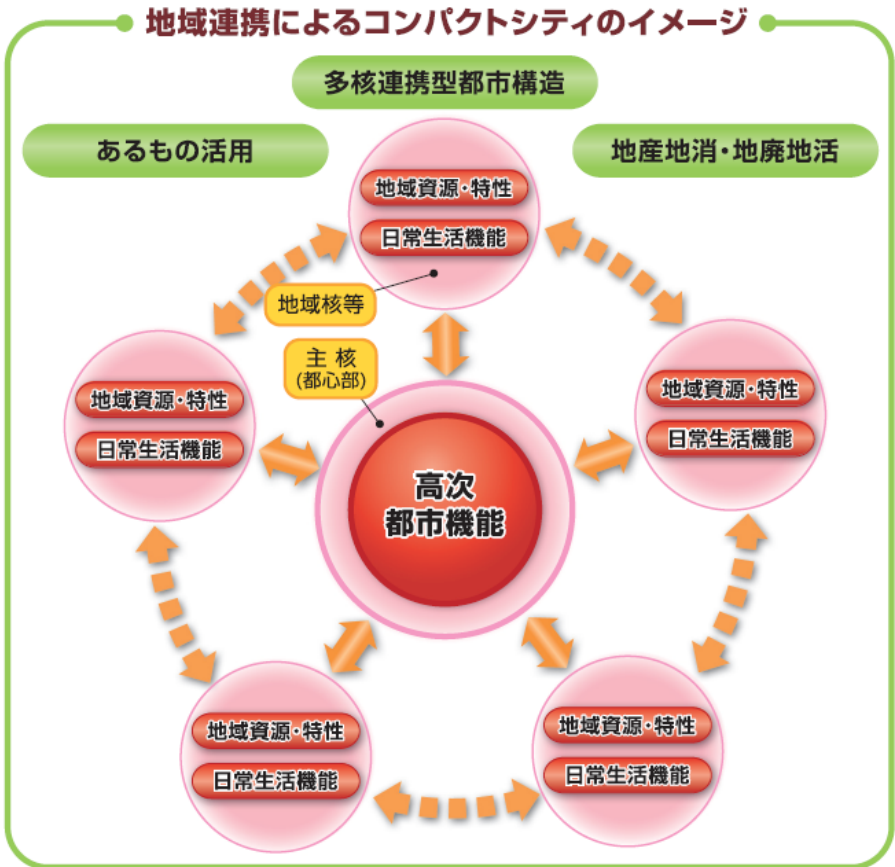 地域連携によるコンパクトシティのイメージ
多核連携型都市構造
あるもの活用
地産地消・地廃地活
地域資源・特性
日常生活機能
地域核等
主核
(都心部)
地域資源・特性
日常生活機能
地域資源・特性
日常生活機能
高次
都市機能
地域資源・特性
日常生活機能
地域資源・特性
日常生活機能